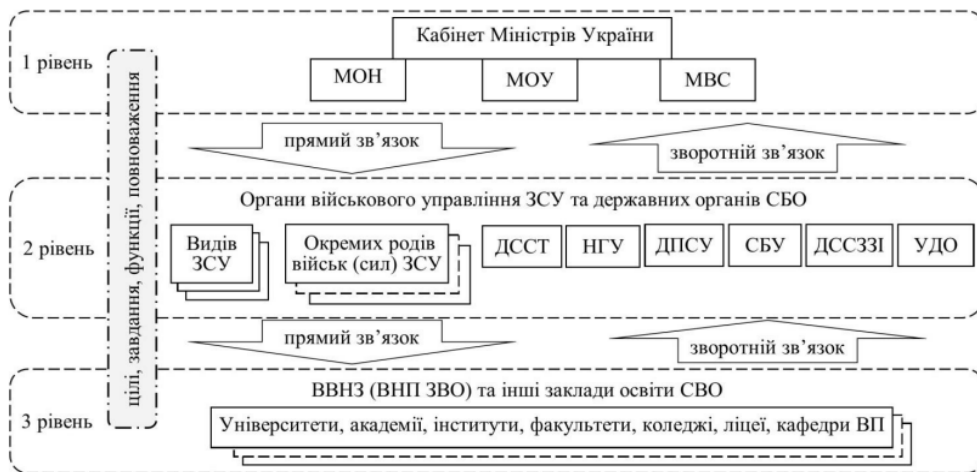 Кабінет Міністрів України
1 рівень
МОН
МОУ
МВС
цілі, завдання, функції, повноваження
прямий зв’язок
зворотній зв’язок
Органи військового управління ЗСУ та державних органів СБО
2 рівень
Видів
ЗСУ
Окремих родів
військ (сил) ЗСУ
ДССТ
НГУ
ДПСУ
СБУ
ДССЗЗІ
УДО
прямий зв’язок
зворотній зв’язок
ВВНЗ (ВНП ЗВО) та інші заклади освіти СВО
3 рівень
Університети, академії, інститути, факультети, коледжі, ліцеї, кафедри ВП